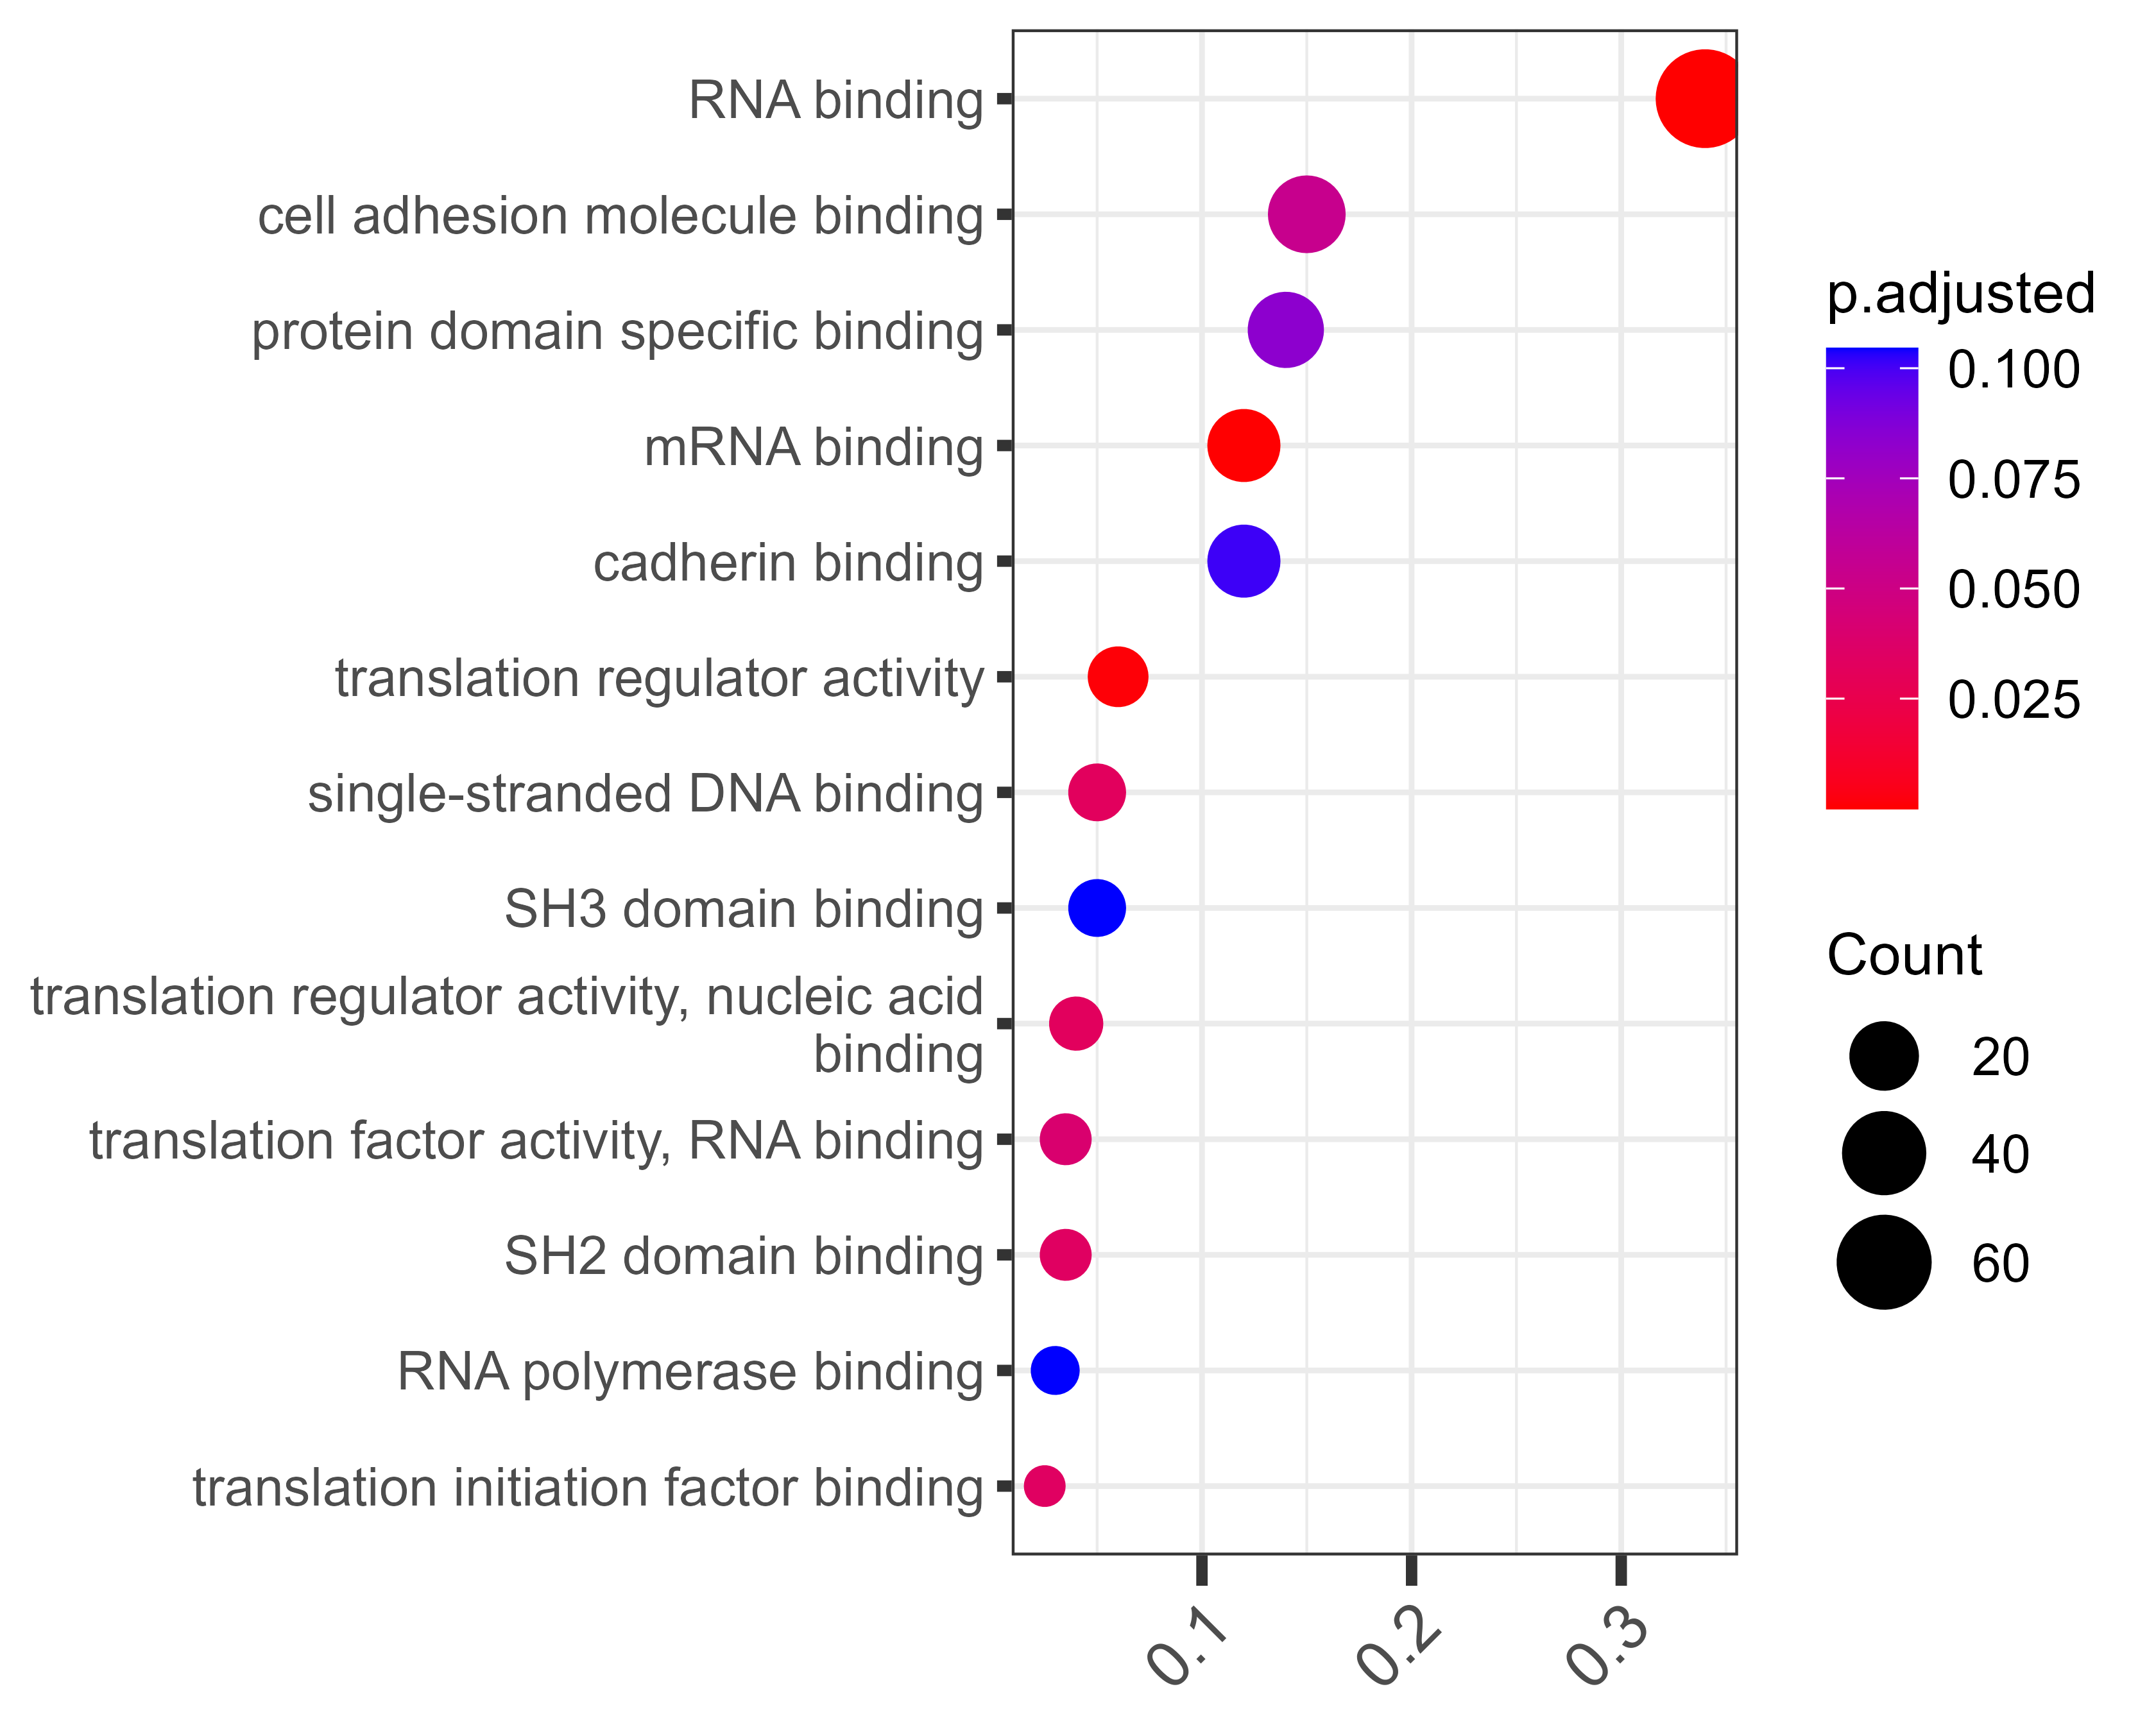 RNA binding
cell adhesion molecule binding
protein domain specific binding
mRNA binding
cadherin binding
translation regulator activity
single-stranded DNA binding
SH3 domain binding
translation regulator activity, nucleic acid
binding
translation factor activity, RNA binding
SH2 domain binding
RNA polymerase binding
translation initiation factor binding
0.1
0.2
0.3
p.adjusted
0.100
0.075
0.050
0.025
Count
20
40
60